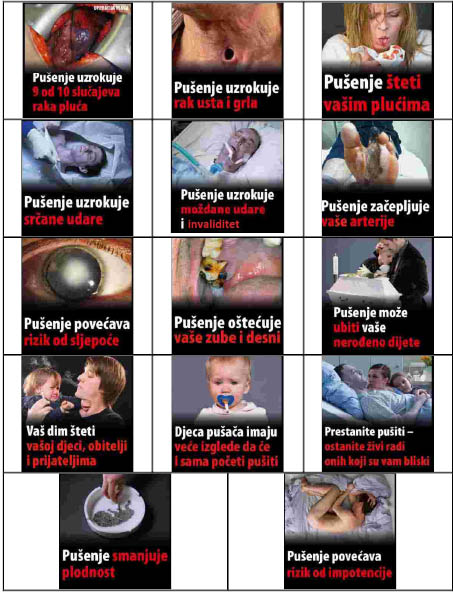 Pušenje uzrokuje
9 od 10 slučajeva
raka pluća
Pušenje uzrokuje
rak usta i grla
Pušenje šteti
vašim plućima
Pušenje uzrokuje
srčane udare
Pušenje uzrokuje
moždane udare
i invaliditet
Pušenje začepljuje
vaše arterije
Pušenje povećava
rizik od sljepoće
Pušenje oštećuje
vaše zube i desni
Pušenje može
ubiti vaše
nerođeno dijete
Vaš dim šteti
vašoj djeci, obitelji
i prijateljima
Djeca pušača imaju
veće izglede da će
i sama početi pušiti
Prestanite pušiti –
ostanite živi radi
onih koji su vam bliski
Pušenje smanjuje
plodnost
Pušenje povećava
rizik od impotencije